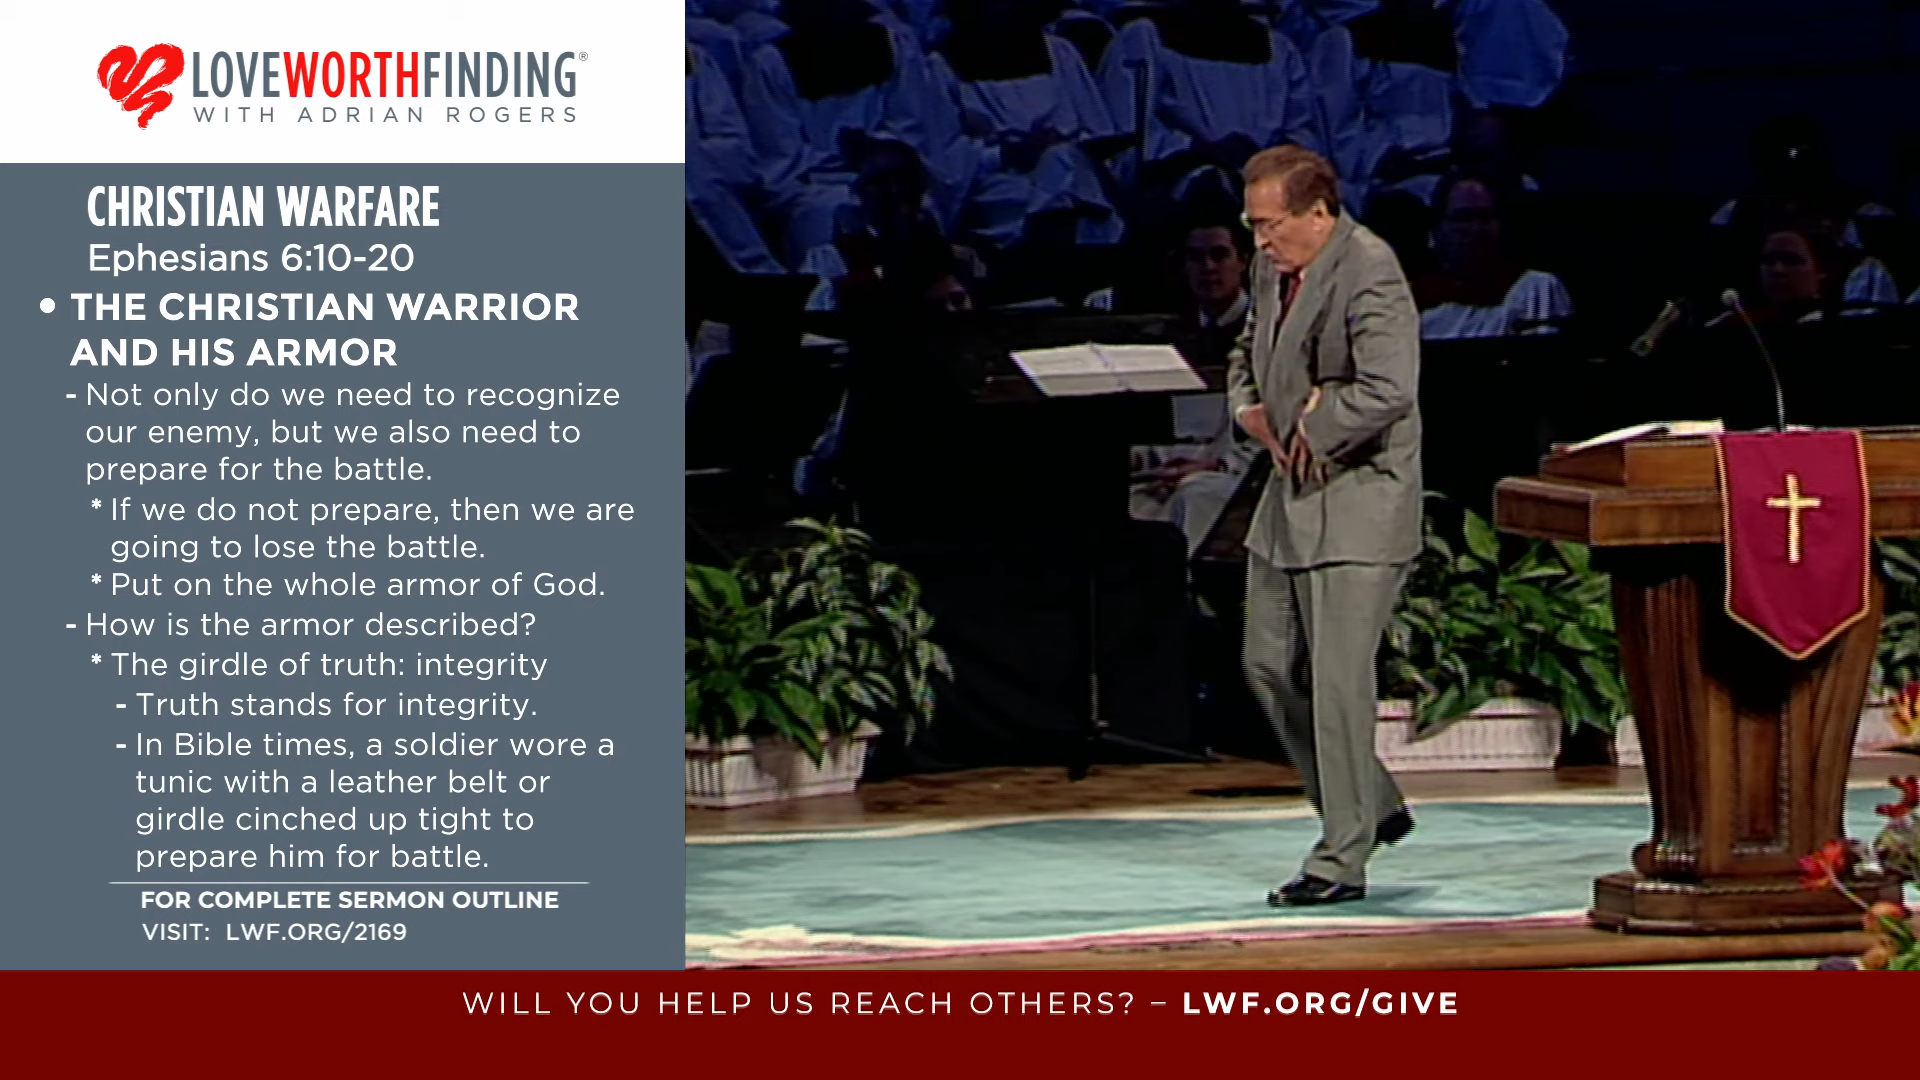 LOVEWORTHFINDING®
WITH ADRIAN ROGERS
CHRISTIAN WARFARE
Ephesians 6:10-20
• THE CHRISTIAN WARRIOR
AND HIS ARMOR
- Not only do we need to recognize
our enemy, but we also need to
prepare for the battle.
* If we do not prepare, then we are
going to lose the battle.
* Put on the whole armor of God.
- How is the armor described?
* The girdle of truth: integrity
- Truth stands for integrity.
- In Bible times, a soldier wore a
tunic with a leather belt or
girdle cinched up tight to
prepare him for battle.
FOR COMPLETE SERMON OUTLINE
VISIT: LWF.ORG/2169
WILL YOU HELP US REACH OTHERS? – LWF.ORG/GIVE